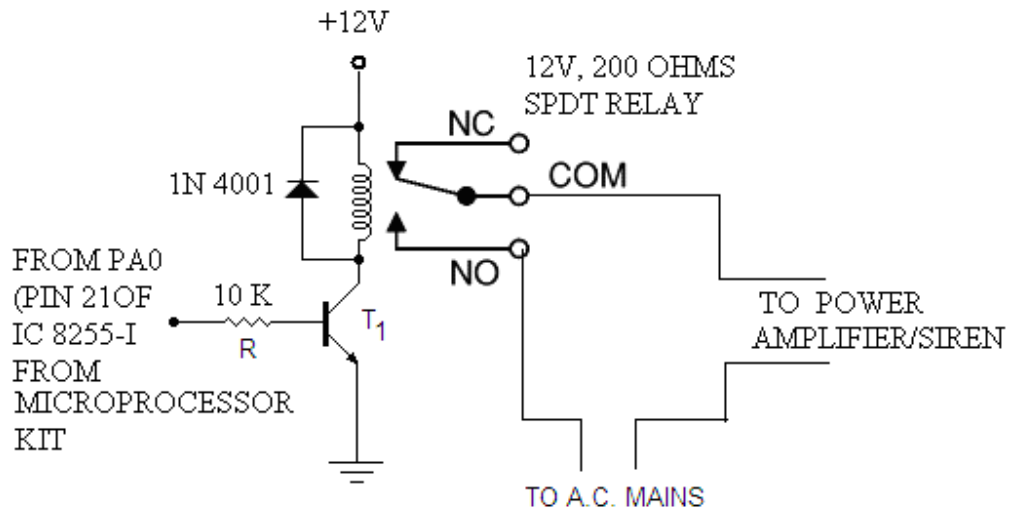 +12V
12V, 200 OHMS
SPDT RELAY
NC
COM
1N 4001
NO
FROM PA0
(PIN 21OF
IC 8255-I
FROM
MICROPROCESSOR
KIT
10 K
R
T1
TO POWER
AMPLIFIER/SIREN
TO A.C. MAINS